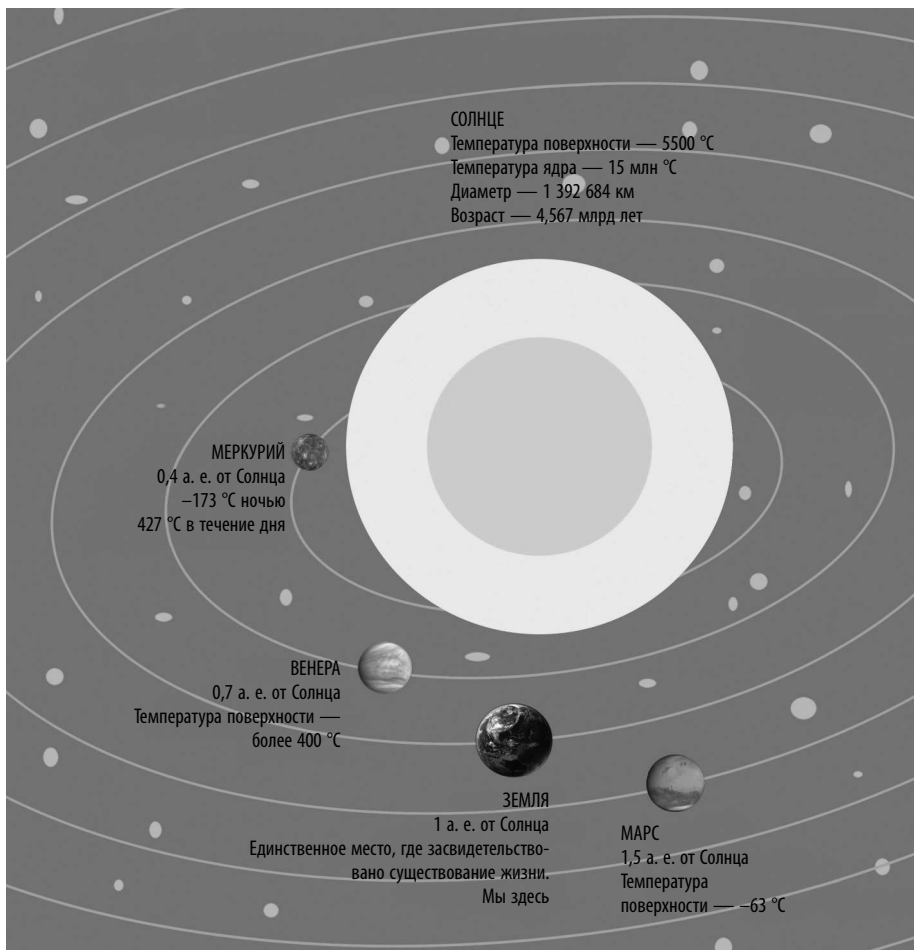 СОЛНЦЕ
Температура поверхности — 5500 °C
Температура ядра — 15 млн °C
Диаметр — 1 392 684 км
Возраст — 4,567 млрд лет
МЕРКУРИЙ
0,4 а. е. от Солнца
–173 °C ночью
427 °C в течение дня
ВЕНЕРА
0,7 а. е. от Солнца
Температура поверхности —
более 400 °C
ЗЕМЛЯ
1 а. е. от Солнца
Единственное место, где засвидетельство-
вано существование жизни.
Мы здесь
МАРС
1,5 а. е. от Солнца
Температура
поверхности — –63 °C